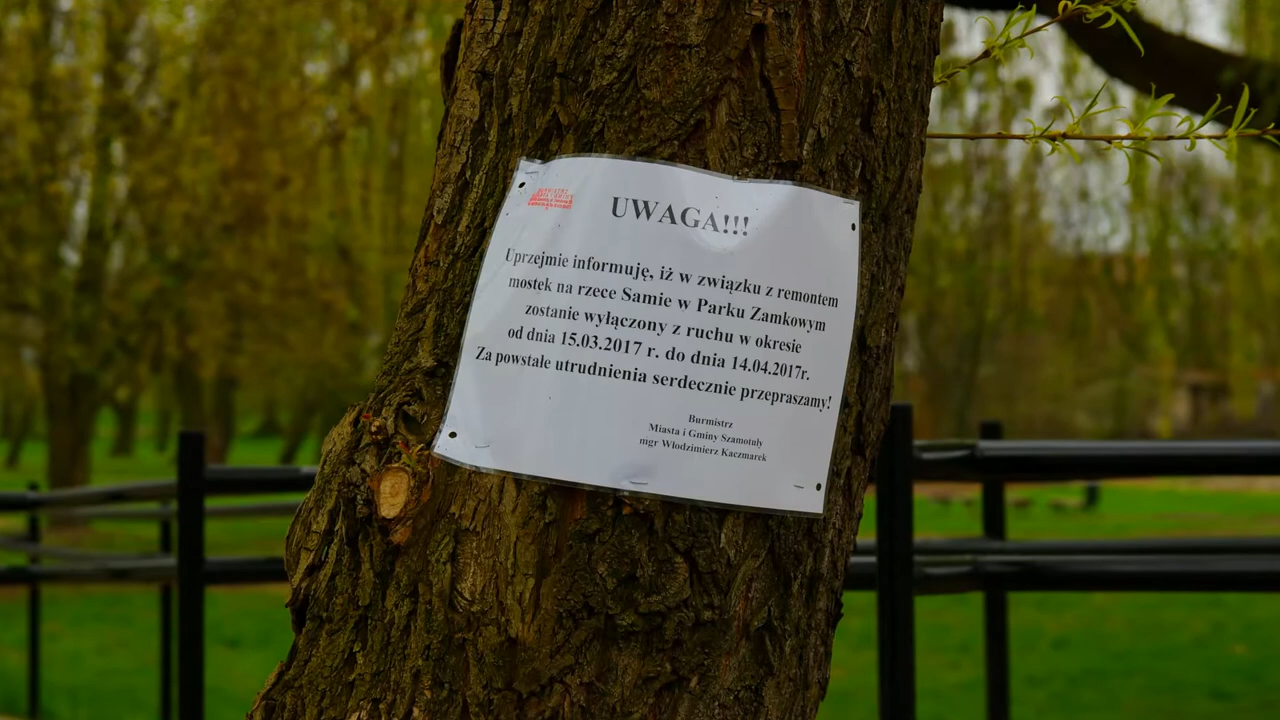 UWAGA!!!
Uprzejmie informuję, iż w związku z remontem
mostek na rzece Samie w Parku Zamkowym
zostanie wyłączony z ruchu w okresie
od dnia 15.03.2017 r. do dnia 14.04.2017r.
Za powstałe utrudnienia serdecznie przepraszamy!
Burmistrz
Miasta i Gminy Szamotuły
mgr Włodzimierz Kaczmarek